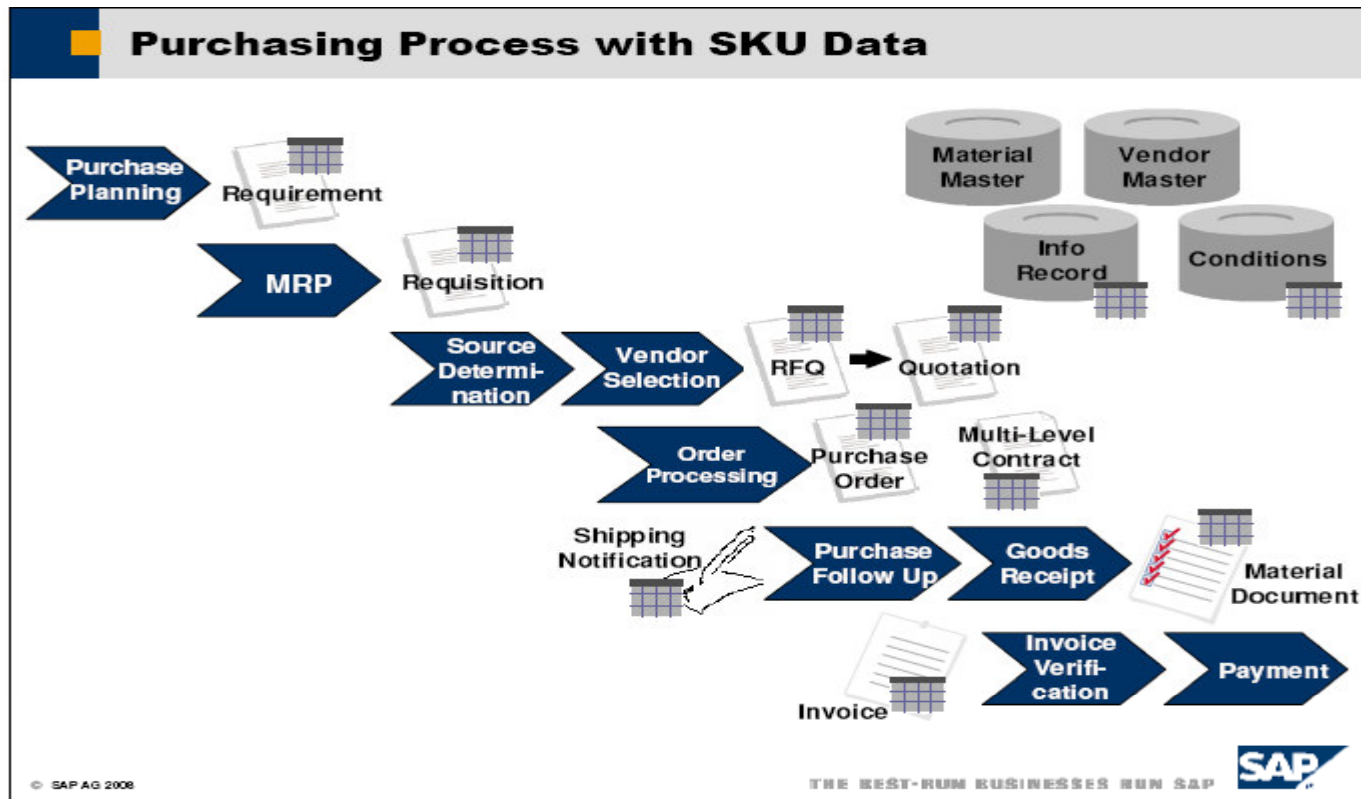 Purchasing Process with SKU Data
Purchase
Planning
Requirement
Material
Master
Vendor
Master
MRP
Requisition
Info
Record
Conditions
Source
Determi-
nation
Vendor
Selection
RFQ
Quotation
Order
Processing
Purchase
Order
Multi-Level
Contract
Shipping
Notification
Purchase
Follow Up
Goods
Receipt
Material
Document
Invoice
Invoice
Verifi-
cation
Payment
© SAP AG 2008
THE BEST-RUN BUSINESSES RUN SAP
SAP